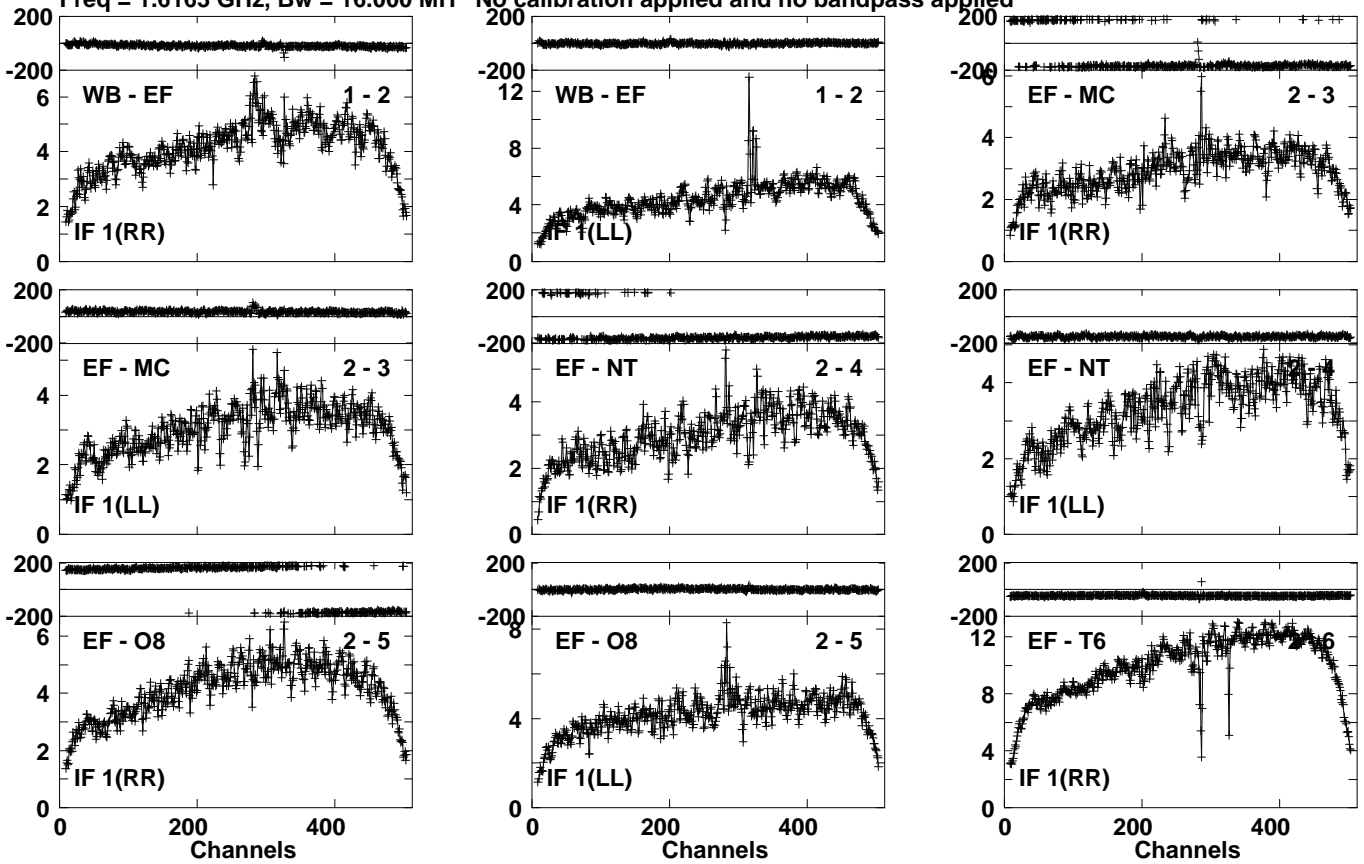 Freq = 1.6163 GHz, Bw = 16.000 MH No calibration applied and no bandpass applied
200
-200
WB - EF 1 - 2
6
4
2
0
IF 1(RR)
WB - EF 1 - 2
12
8
4
0
IF 1(LL)
200
-200
EF - MC 2 - 3
6
4
2
0
IF 1(RR)
200
-200
EF - MC 2 - 3
4
2
0
IF 1(LL)
200
-200
EF - NT 2 - 4
4
2
0
IF 1(RR)
200
-200
EF - NT 2 - 4
4
2
0
IF 1(LL)
200
-200
EF - O8 2 - 5
6
4
2
0
IF 1(RR)
0 200 400
Channels
200
-200
EF - O8 2 - 5
8
4
0
IF 1(LL)
0 200 400
Channels
200
-200
EF - T6 2 - 6
12
8
4
0
IF 1(RR)
0 200 400
Channels